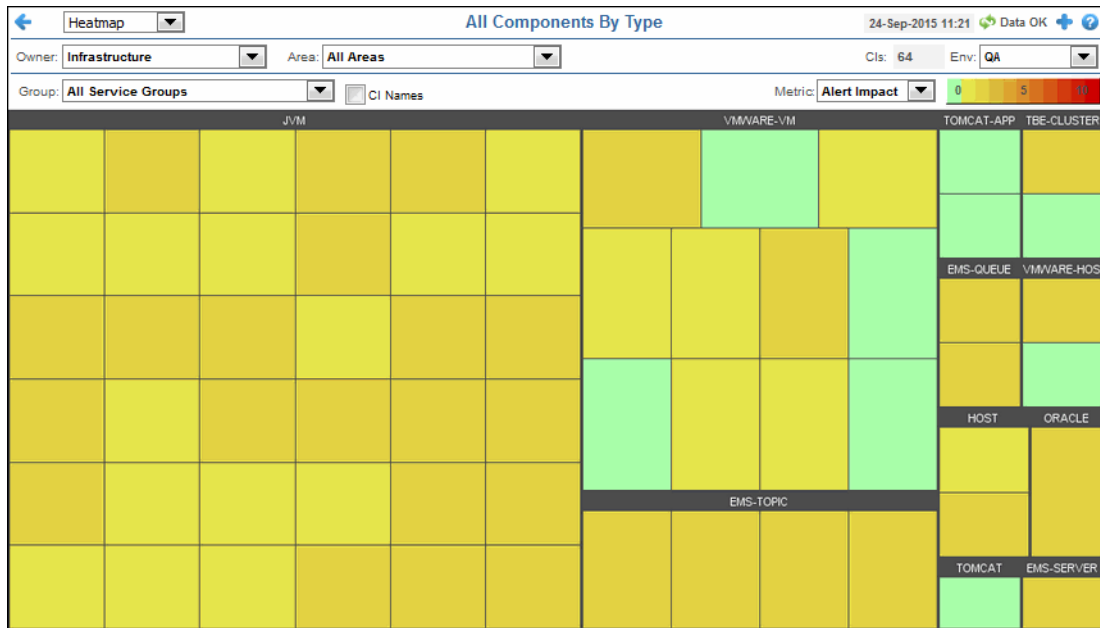 Heatmap All Components By Type 24-Sep-2015 11:21 Data OK
Owner: Infrastructure Area: All Areas CIs: 64 Env: QA
Group: All Service Groups CI Names Metric: Alert Impact 0 5 10
JVM VMWARE-VM TOMCAT-APP TBE-CLUSTER
EMS-QUEUE VMWARE-HOS
HOST ORACLE
EMS-TOPIC
TOMCAT EMS-SERVER